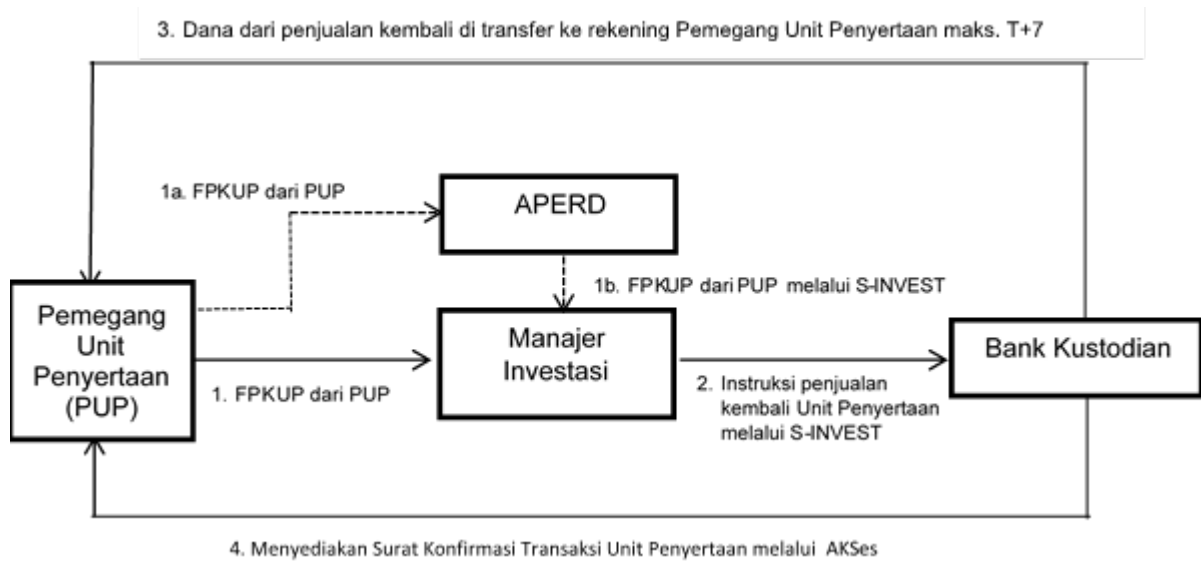 3. Dana dari penjualan kembali di transfer ke rekening Pemegang Unit Penyertaan maks. T+7
1a. FPKUP dari PUP
APERD
1b. FPKUP dari PUP melalui S-INVEST
Pemegang
Unit
Penyertaan
(PUP)
Manajer
Investasi
Bank Kustodian
1. FPKUP dari PUP
2. Instruksi penjualan
kembali Unit Penyertaan
melalui S-INVEST
4. Menyediakan Surat Konfirmasi Transaksi Unit Penyertaan melalui AKSes